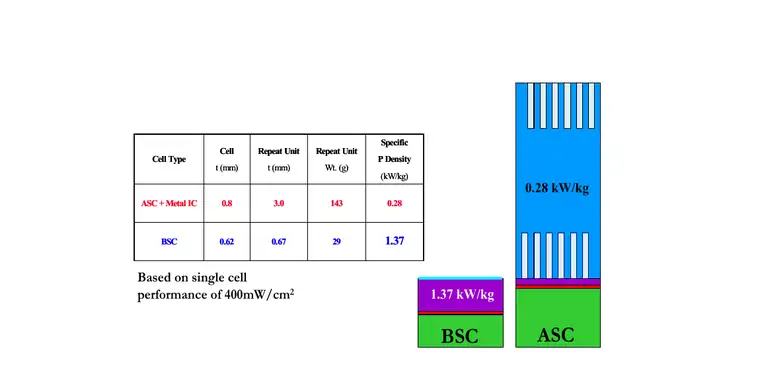 Cell Type
Cell
t (mm)
Repeat Unit
t (mm)
Repeat Unit
Wt. (g)
Specific
P Density
(kW/kg)
ASC + Metal IC 0.8 3.0 143 0.28
BSC 0.62 0.67 29 1.37
Based on single cell
performance of 400mW/cm²
0.28 kW/kg
1.37 kW/kg
BSC
ASC